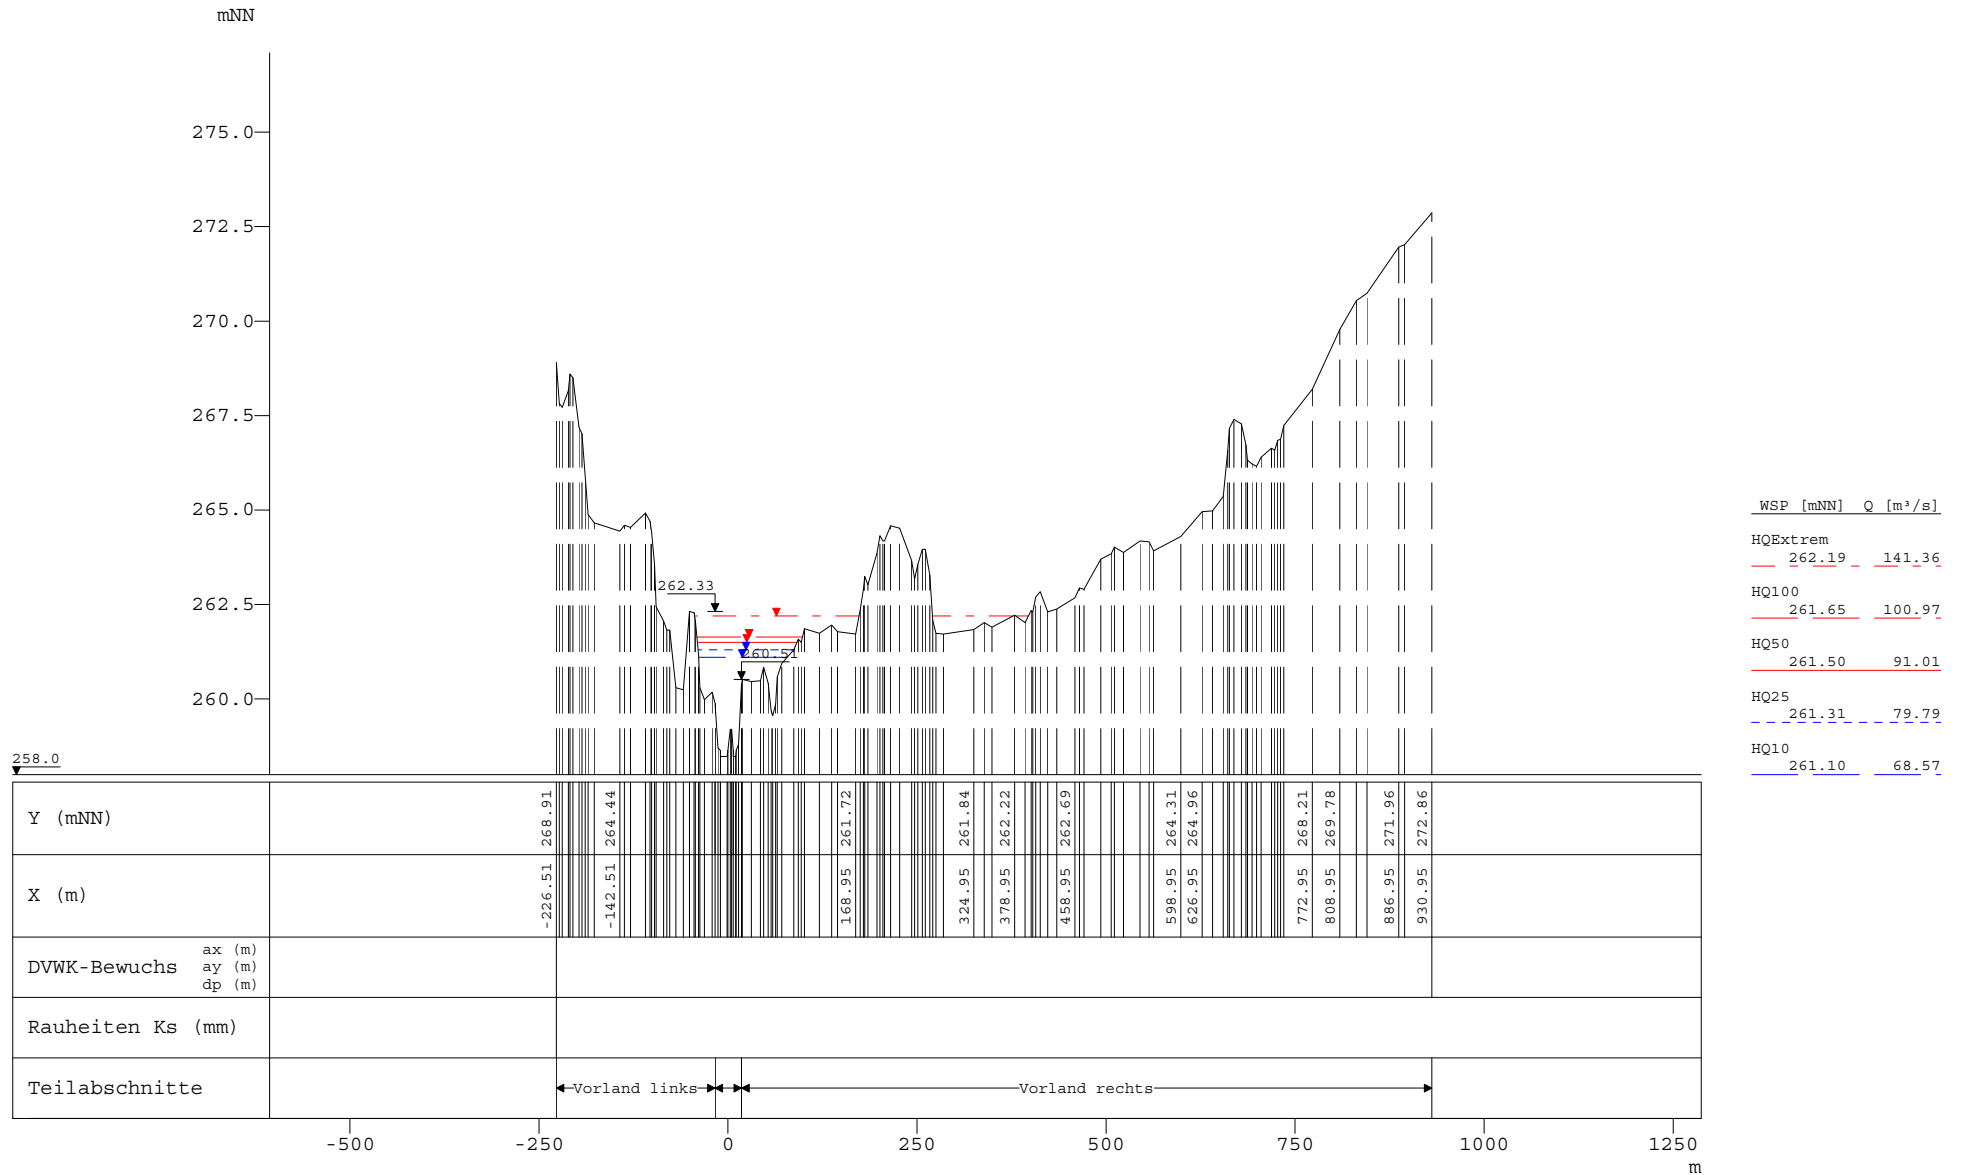 mNN
275.0
272.5
270.0
267.5
265.0
262.5
260.0
262.33
260.51
258.0
WSP [mNN] Q [m³/s]
HQExtrem
262.19 141.36
HQ100
261.65 100.97
HQ50
261.50 91.01
HQ25
261.31 79.79
HQ10
261.10 68.57
Y (mNN)
268.91 264.44 261.72 261.84 262.22 262.69 264.31 264.96 268.21 269.78 271.96 272.86
X (m)
-226.51 -142.51 168.95 324.95 378.95 458.95 598.95 626.95 772.95 808.95 886.95 930.95
DVWK-Bewuchs
ax (m)
ay (m)
dp (m)
Rauheiten Ks (mm)
Teilabschnitte
Vorland links
Vorland rechts
-500 -250 0 250 500 750 1000 1250
m